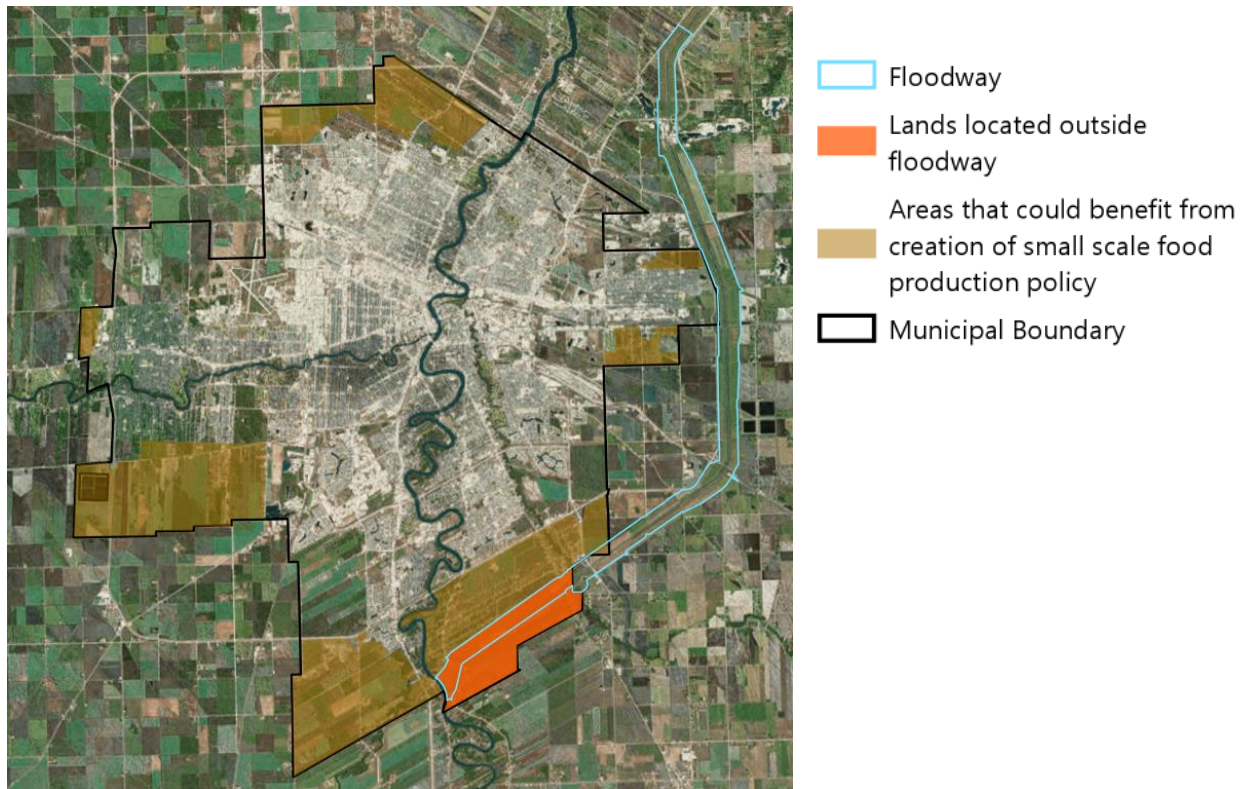 Floodway
Lands located outside
floodway
Areas that could benefit from
creation of small scale food
production policy
Municipal Boundary